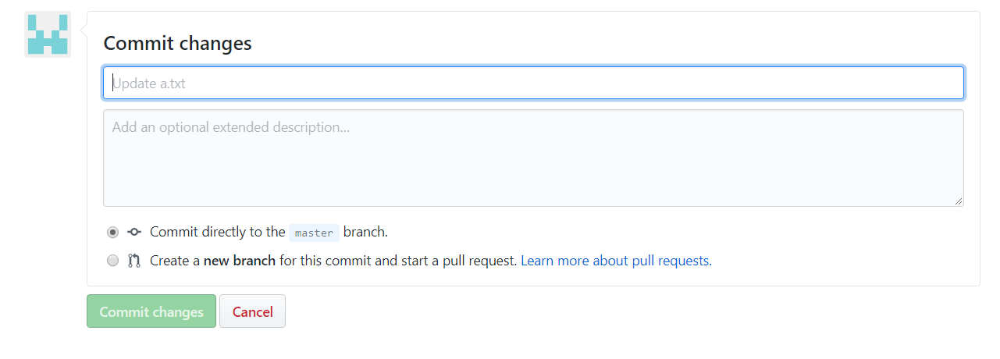 Commit changes
Update a.txt
Add an optional extended description...
Commit directly to the master branch.
Create a new branch for this commit and start a pull request. Learn more about pull requests.
Commit changes Cancel